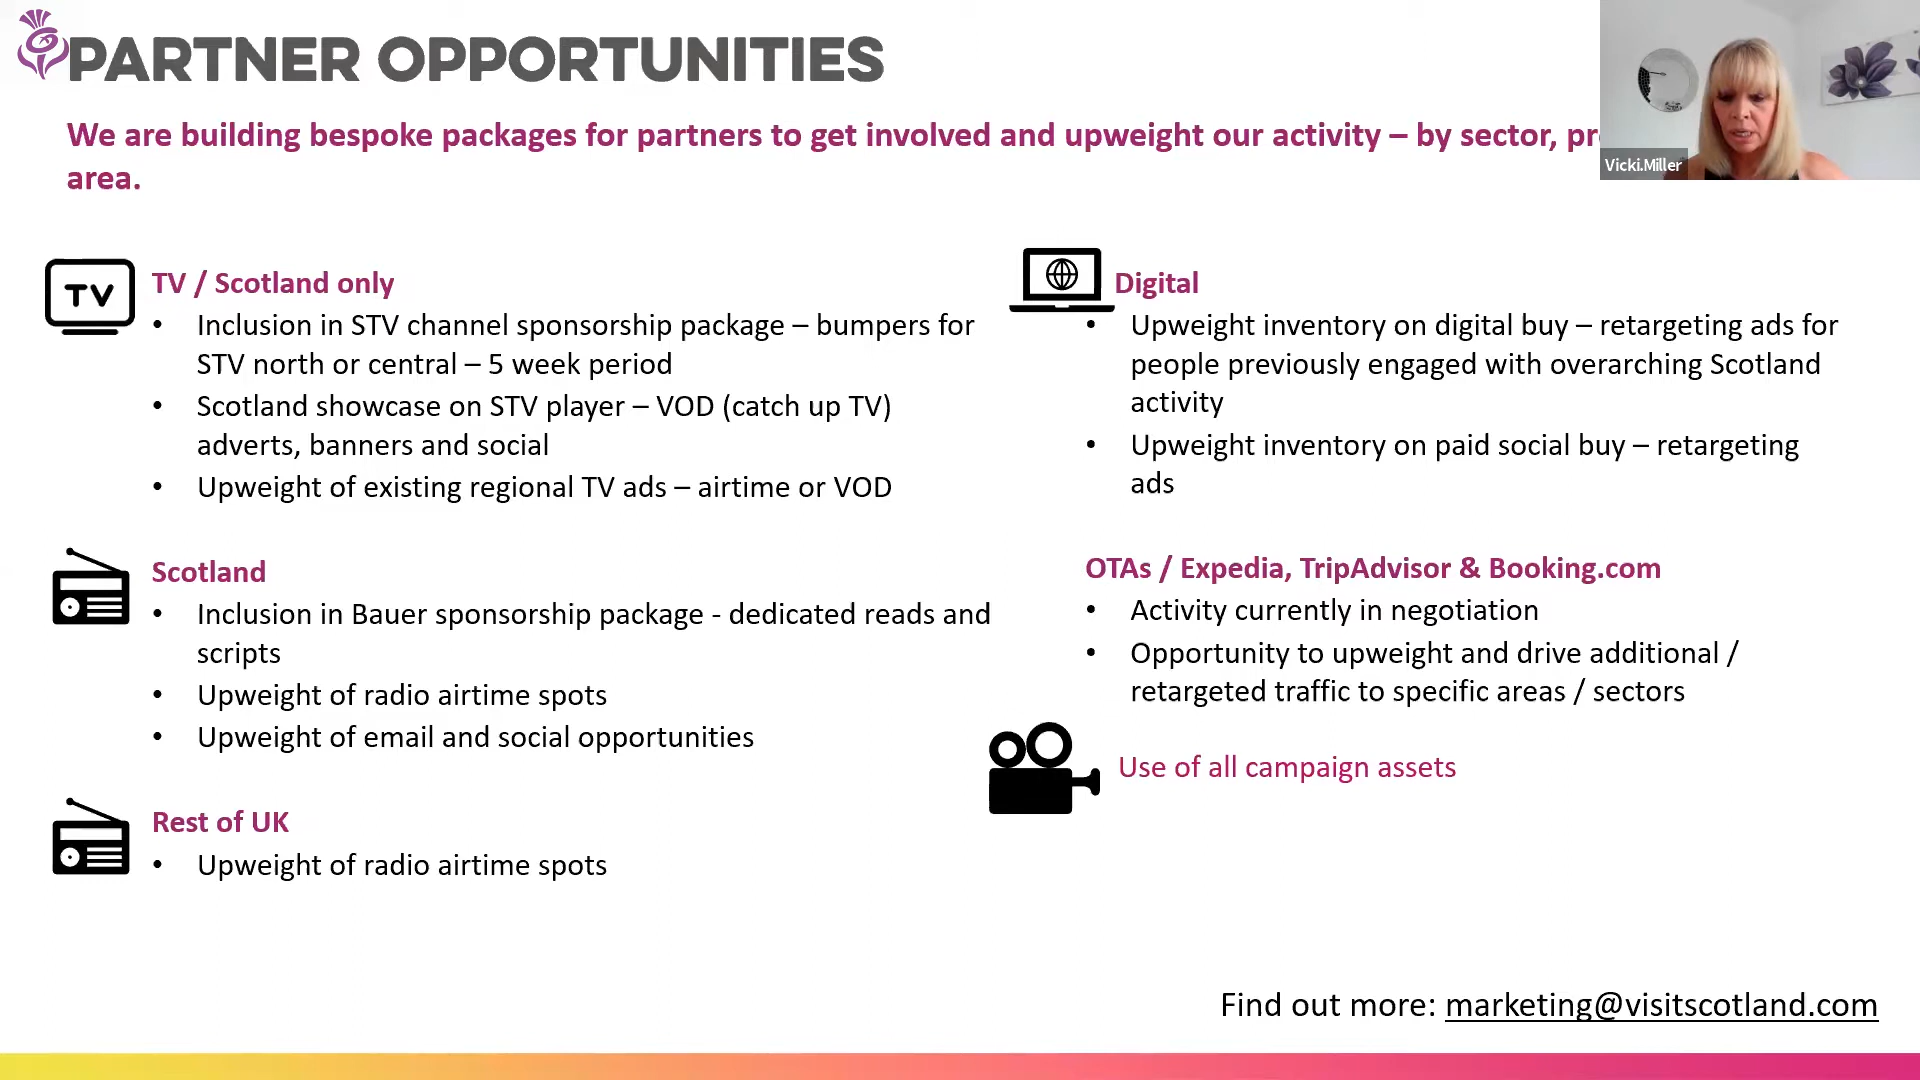 PARTNER OPPORTUNITIES
We are building bespoke packages for partners to get involved and upweight our activity – by sector,
area.
Vicki.Miller
TV
TV / Scotland only
• Inclusion in STV channel sponsorship package – bumpers for
STV north or central – 5 week period
• Scotland showcase on STV player – VOD (catch up TV)
adverts, banners and social
• Upweight of existing regional TV ads – airtime or VOD
Scotland
• Inclusion in Bauer sponsorship package - dedicated reads and
scripts
• Upweight of radio airtime spots
• Upweight of email and social opportunities
Rest of UK
• Upweight of radio airtime spots
Digital
• Upweight inventory on digital buy – retargeting ads for
people previously engaged with overarching Scotland
activity
• Upweight inventory on paid social buy – retargeting
ads
OTAs / Expedia, TripAdvisor & Booking.com
• Activity currently in negotiation
• Opportunity to upweight and drive additional /
retargeted traffic to specific areas / sectors
Use of all campaign assets
Find out more: marketing@visitscotland.com